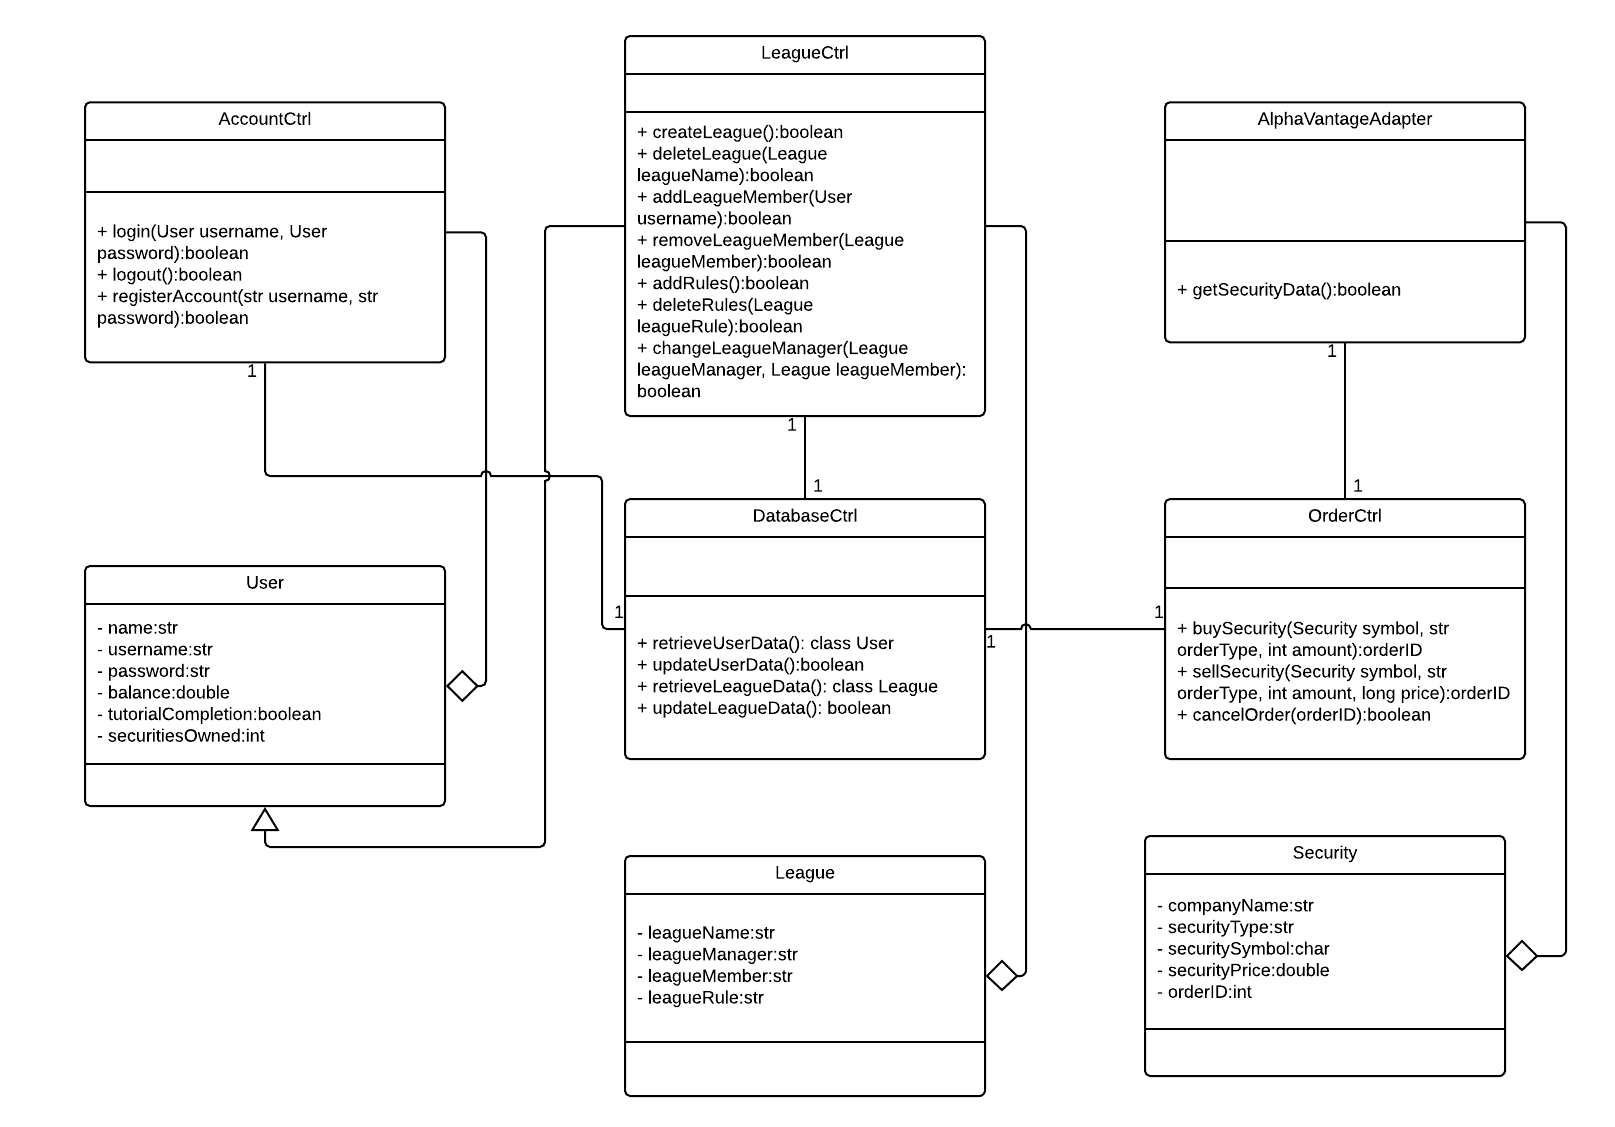 LeagueCtrl
+ createLeague():boolean
+ deleteLeague(League
leagueName):boolean
+ addLeagueMember(User
username):boolean
+ removeLeagueMember(League
leagueMember):boolean
+ addRules():boolean
+ deleteRules(League
leagueRule):boolean
+ changeLeagueManager(League
leagueManager, League leagueMember):
boolean
1
AccountCtrl
+ login(User username, User
password):boolean
+ logout():boolean
+ registerAccount(str username, str
password):boolean
1
AlphaVantageAdapter
+ getSecurityData():boolean
1
1
DatabaseCtrl
+ retrieveUserData(): class User
+ updateUserData():boolean
+ retrieveLeagueData(): class League
+ updateLeagueData(): boolean
1
1
1
OrderCtrl
+ buySecurity(Security symbol, str
orderType, int amount):orderID
+ sellSecurity(Security symbol, str
orderType, int amount, long price):orderID
+ cancelOrder(orderID):boolean
1
User
- name:str
- username:str
- password:str
- balance:double
- tutorialCompletion:boolean
- securitiesOwned:int
League
- leagueName:str
- leagueManager:str
- leagueMember:str
- leagueRule:str
Security
- companyName:str
- securityType:str
- securitySymbol:char
- securityPrice:double
- orderID:int